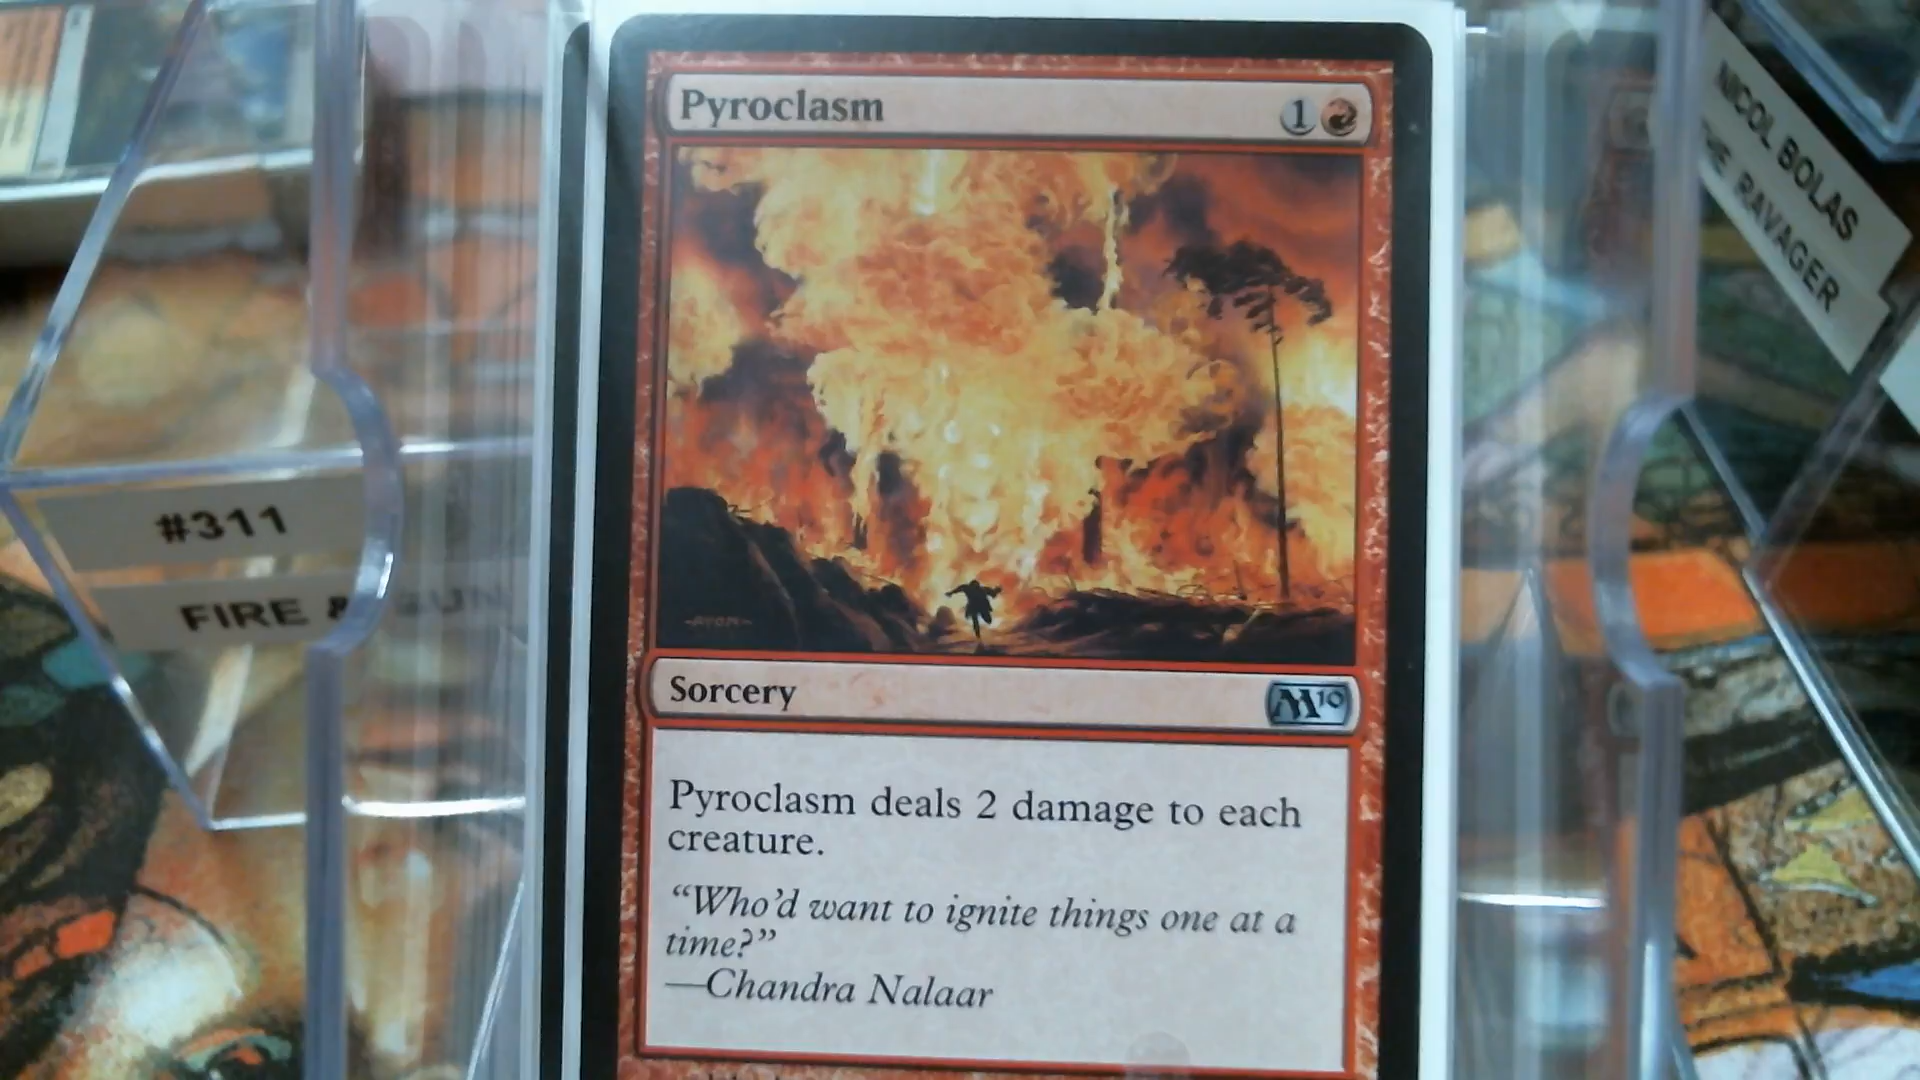 Pyroclasm 1
Sorcery M10
Pyroclasm deals 2 damage to each
creature.
“Who’d want to ignite things one at a
time?”
—Chandra Nalaar
#311
FIRE &
NICOL BOLAS
THE RAVAGER